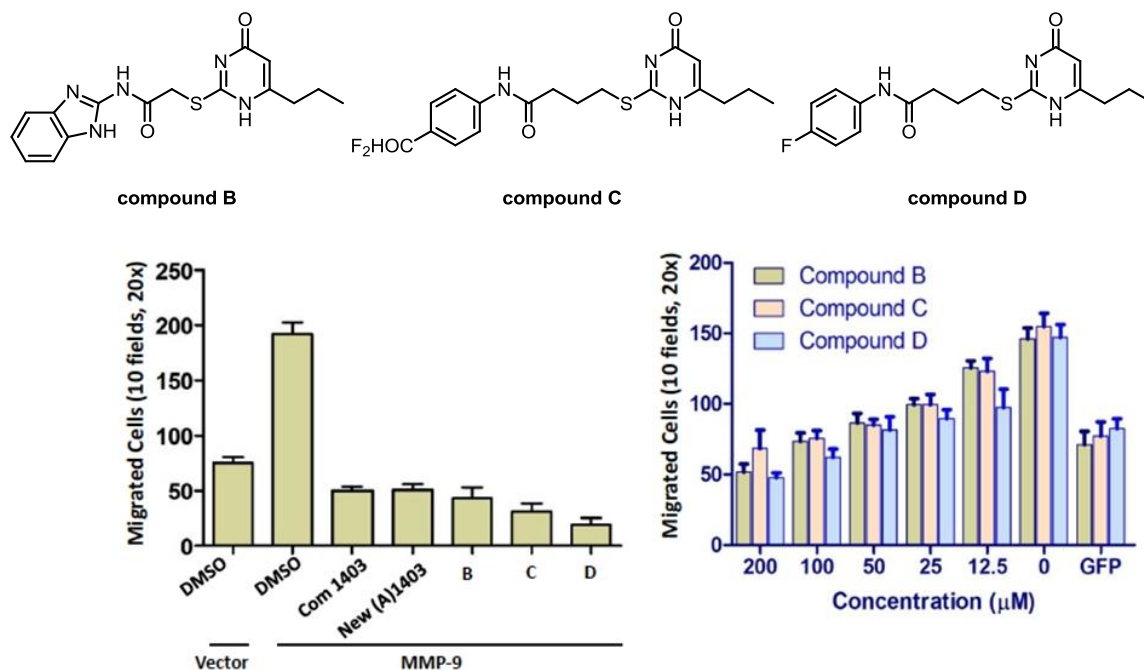 O
O
O
N
H
N
N
N
H
N
H
N
S
N
NH
O
N
H
S
N
H
O
S
N
H
O
F₂HOC
F
compound B
compound C
compound D
Migrated Cells (10 fields, 20x)
250
200
150
100
50
0
DMSO
DMSO
Com 1403
New (A)1403
B
C
D
Vector
MMP-9
Migrated Cells (10 fields, 20x)
200
150
100
50
0
Compound B
Compound C
Compound D
200
100
50
25
12.5
0
GFP
Concentration (μM)